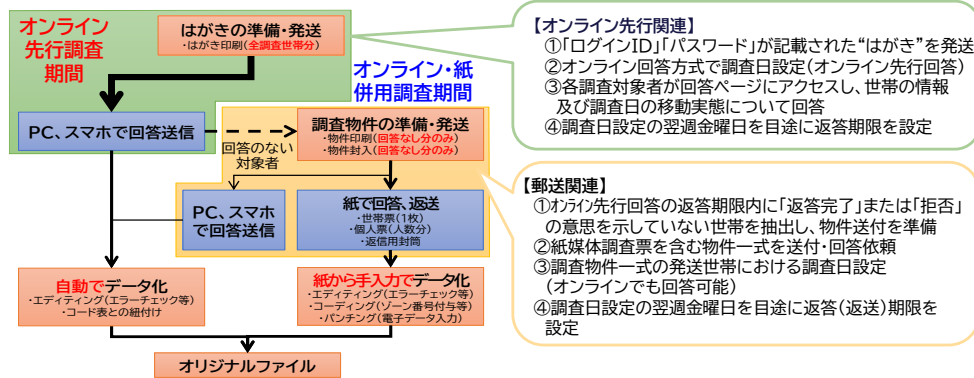 オンライン
先行調査
期間
はがきの準備・発送
・はがき印刷(全調査世帯分)
オンライン・紙
併用調査期間
PC、スマホで回答送信
回答のない
対象者
調査物件の準備・発送
・物件印刷(回答なし分のみ)
・物件封入(回答なし分のみ)
PC、スマホ
で回答送信
紙で回答、返送
・世帯票(1枚)
・個人票(人数分)
・返信用封筒
自動でデータ化
・エディティング(エラーチェック等)
・コード表との紐付け
紙から手入力でデータ化
・エディティング(エラーチェック等)
・コーディング(ゾーン番号付与等)
・パンチング(電子データ入力)
オリジナルファイル
【オンライン先行関連】
①「ログインID」「パスワード」が記載された“はがき”を発送
②オンライン回答方式で調査日設定(オンライン先行回答)
③各調査対象者が回答ページにアクセスし、世帯の情報
及び調査日の移動実態について回答
④調査日設定の翌週金曜日を目途に返答期限を設定
【郵送関連】
①オンライン先行回答の返答期限内に「返答完了」または「拒否」
の意思を示していない世帯を抽出し、物件送付を準備
②紙媒体調査票を含む物件一式を送付・回答依頼
③調査物件一式の発送世帯における調査日設定
(オンラインでも回答可能)
④調査日設定の翌週金曜日を目途に返答(返送)期限を
設定